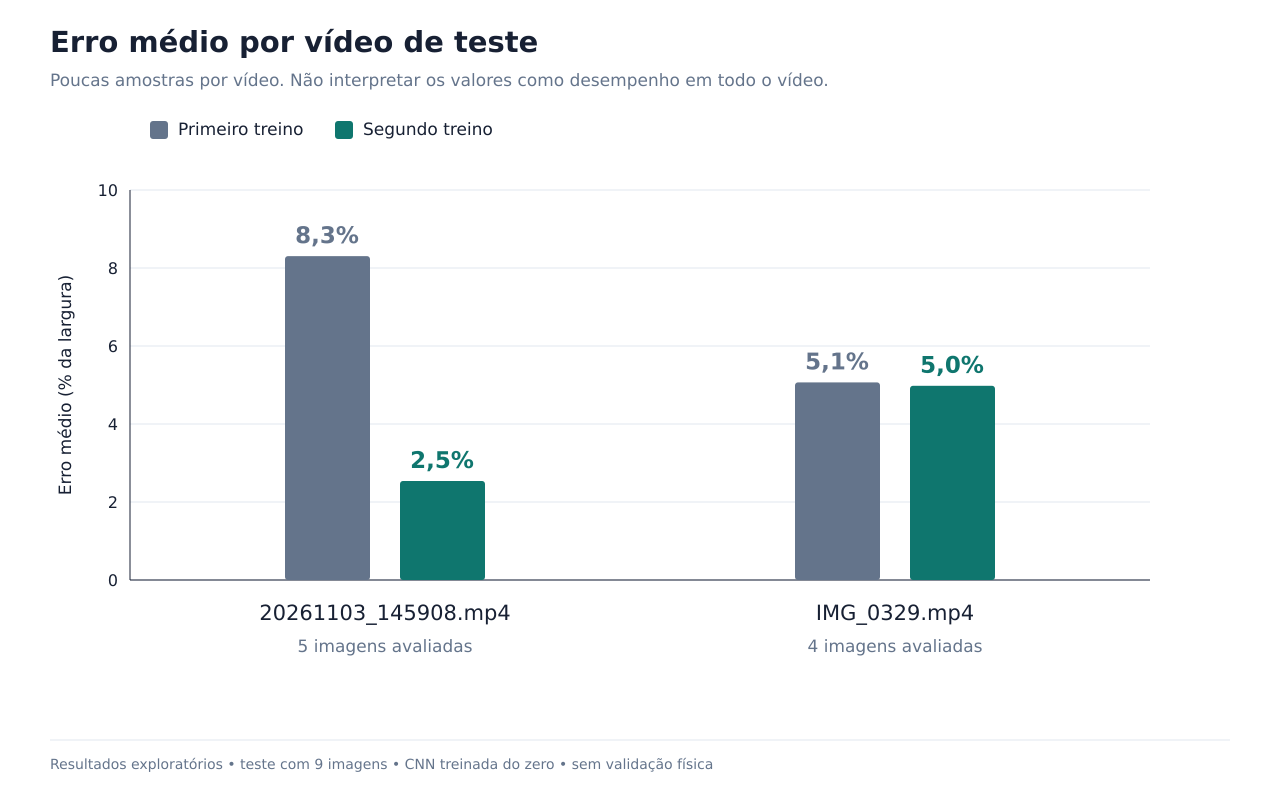 Erro médio por vídeo de teste
Poucas amostras por vídeo. Não interpretar os valores como desempenho em todo o vídeo.
Primeiro treino
Segundo treino
Erro médio (% da largura)
10
8
6
4
2
0
8,3%
2,5%
5,1%
5,0%
20261103_145908.mp4
IMG_0329.mp4
5 imagens avaliadas
4 imagens avaliadas
Resultados exploratórios • teste com 9 imagens • CNN treinada do zero • sem validação física